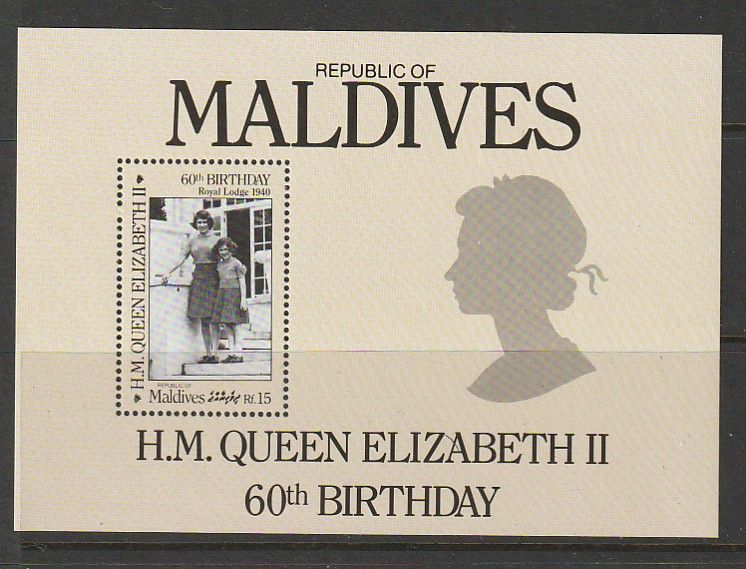 REPUBLIC OF
MALDIVES
60th BIRTHDAY
Royal Lodge 1940
H.M. QUEEN ELIZABETH II
REPUBLIC OF
Maldives ދިވެހިރާއްޖެ Rf.15
H.M. QUEEN ELIZABETH II
60th BIRTHDAY